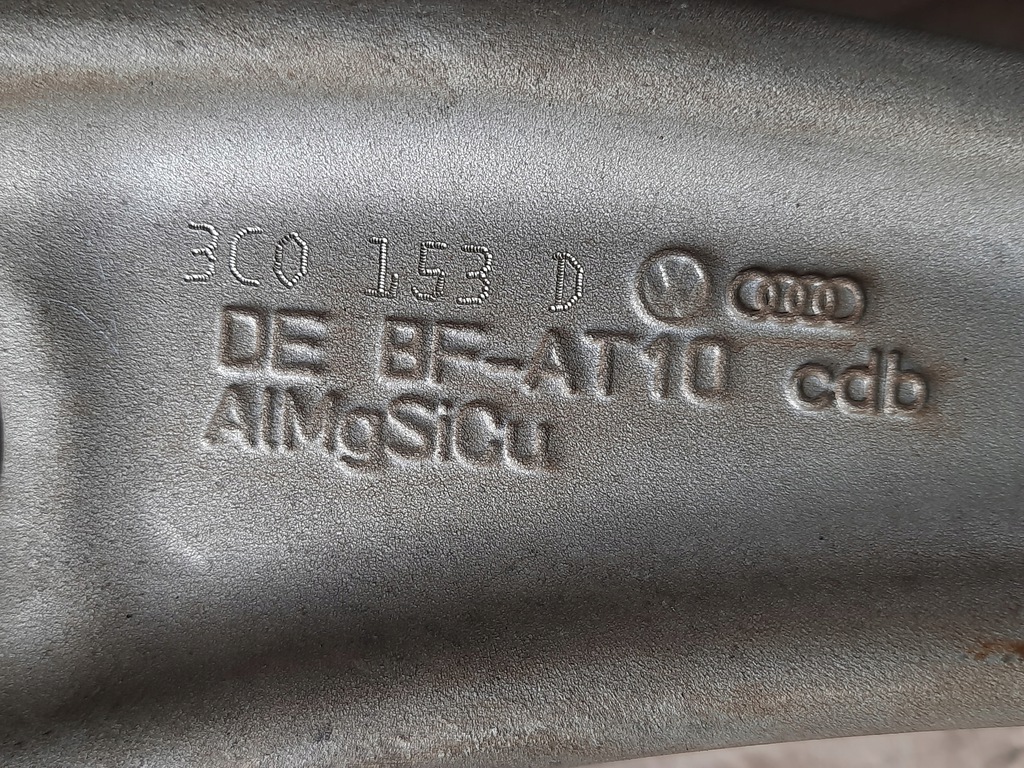 3C0 153 D
DE BF-AT10 cdb
AlMgSiCu